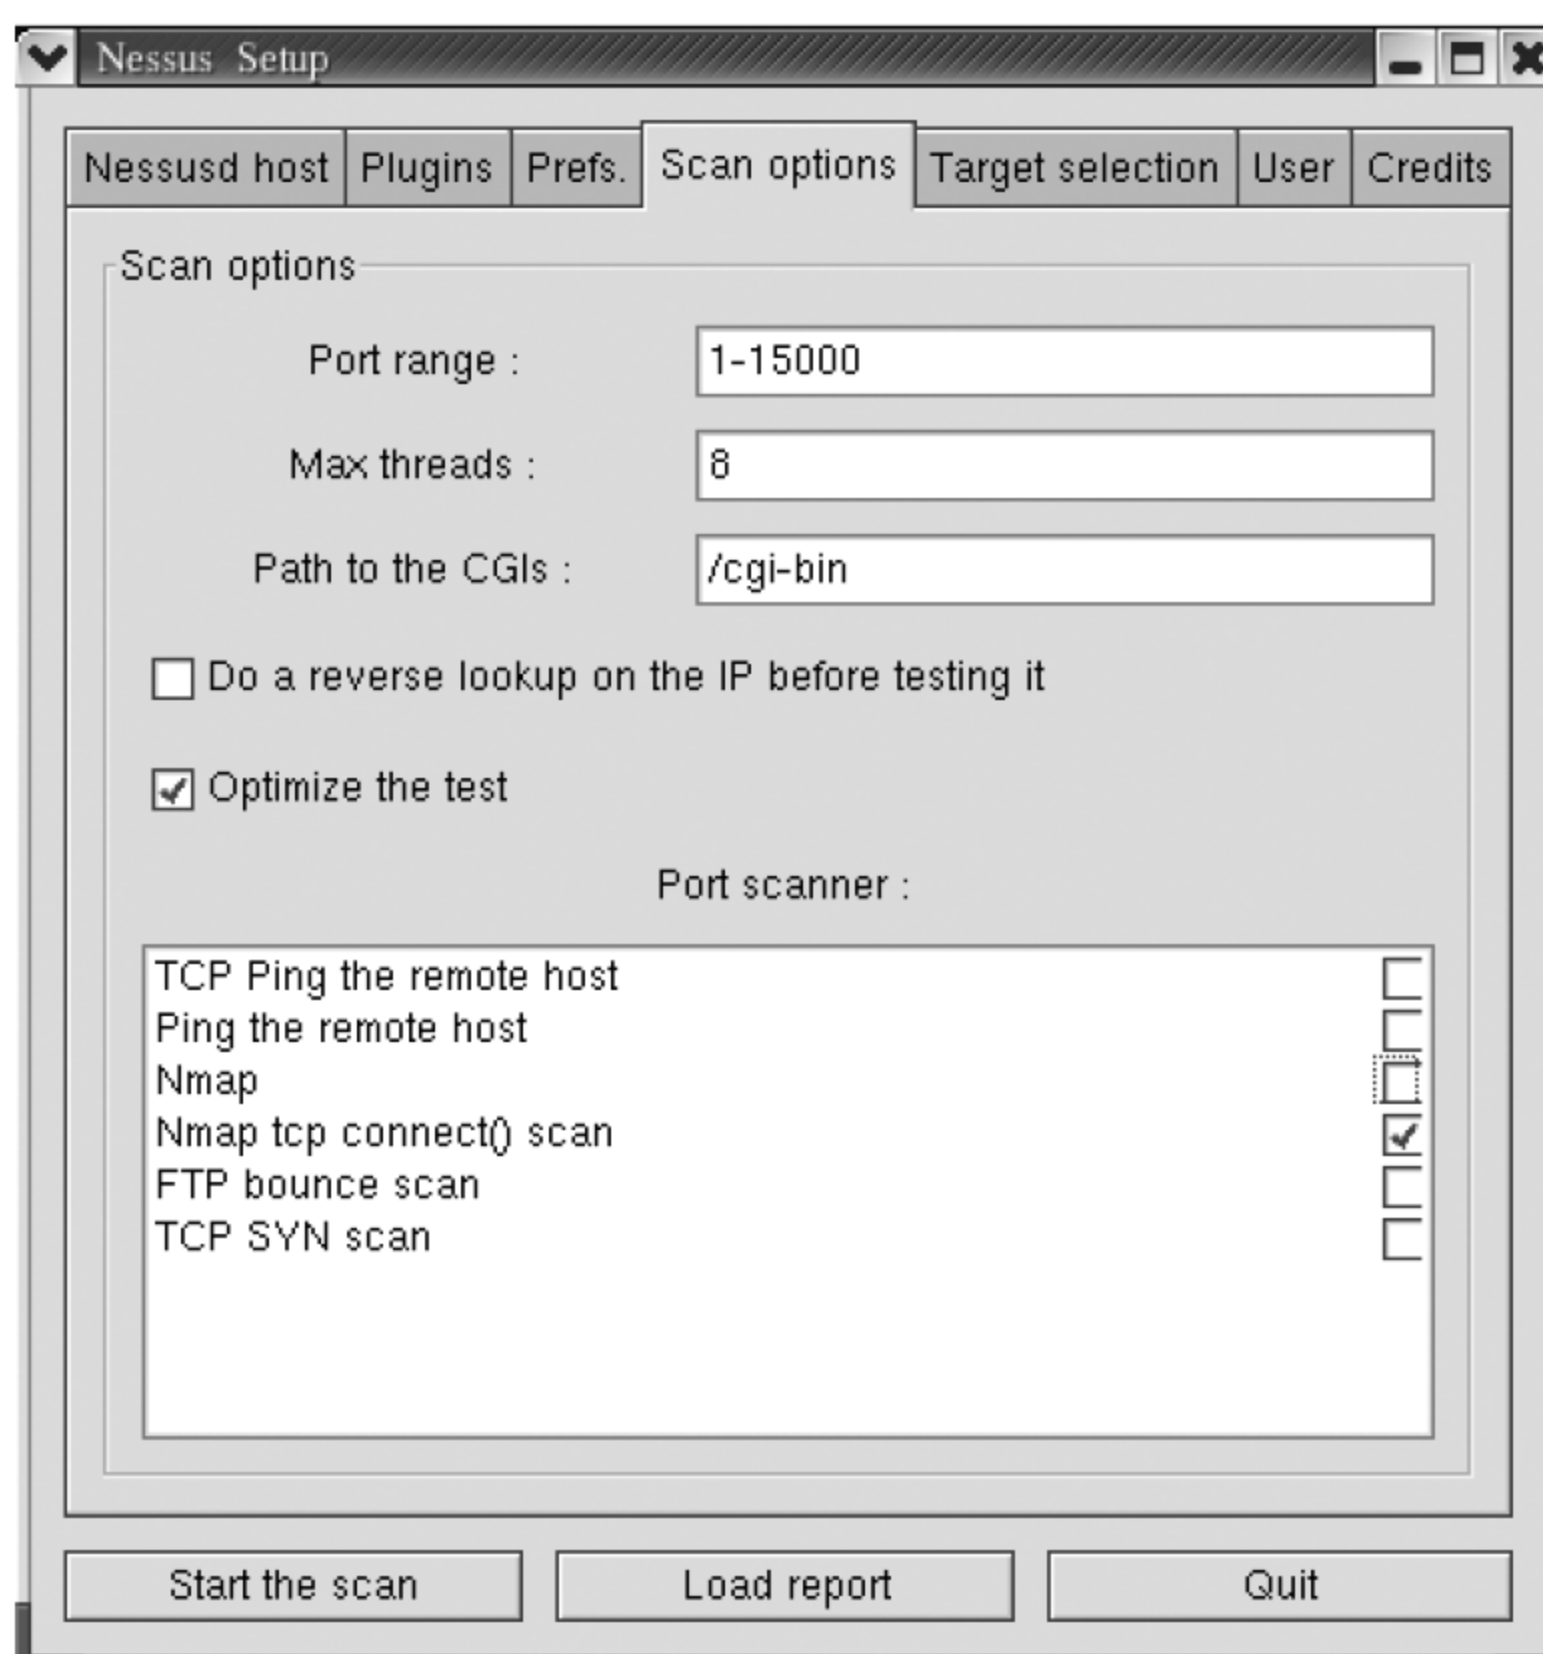 Nessus Setup
Nessusd host Plugins Prefs. Scan options Target selection User Credits
Scan options
Port range : 1-15000
Max threads : 8
Path to the CGIs : /cgi-bin
Do a reverse lookup on the IP before testing it
Optimize the test
Port scanner :
TCP Ping the remote host
Ping the remote host
Nmap
Nmap tcp connect() scan
FTP bounce scan
TCP SYN scan
Start the scan Load report Quit